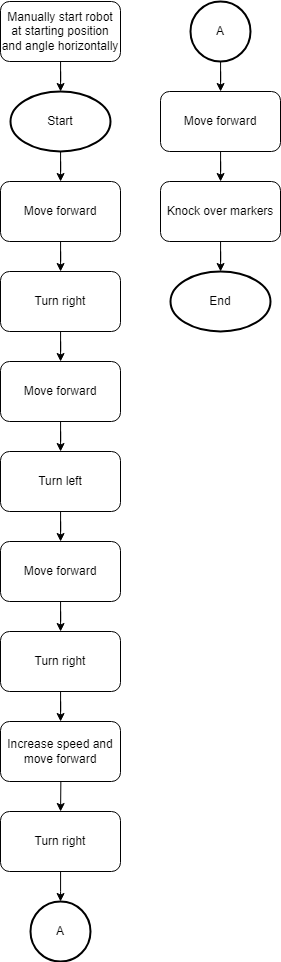 Manually start robot
at starting position
and angle horizontally
Start
Move forward
Turn right
Move forward
Turn left
Move forward
Turn right
Increase speed and
move forward
Turn right
A
A
Move forward
Knock over markers
End